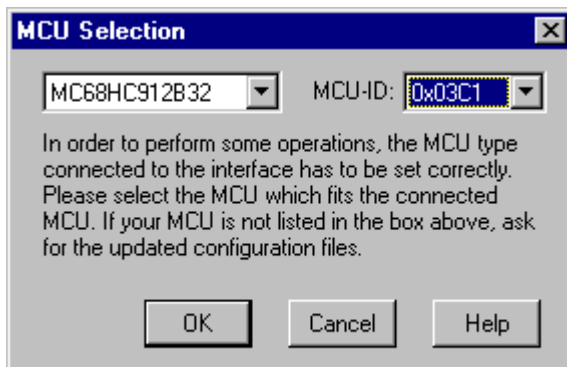 MCU Selection
MC68HC912B32 MCU-ID: 0x03C1
In order to perform some operations, the MCU type
connected to the interface has to be set correctly.
Please select the MCU which fits the connected
MCU. If your MCU is not listed in the box above, ask
for the updated configuration files.
OK Cancel Help